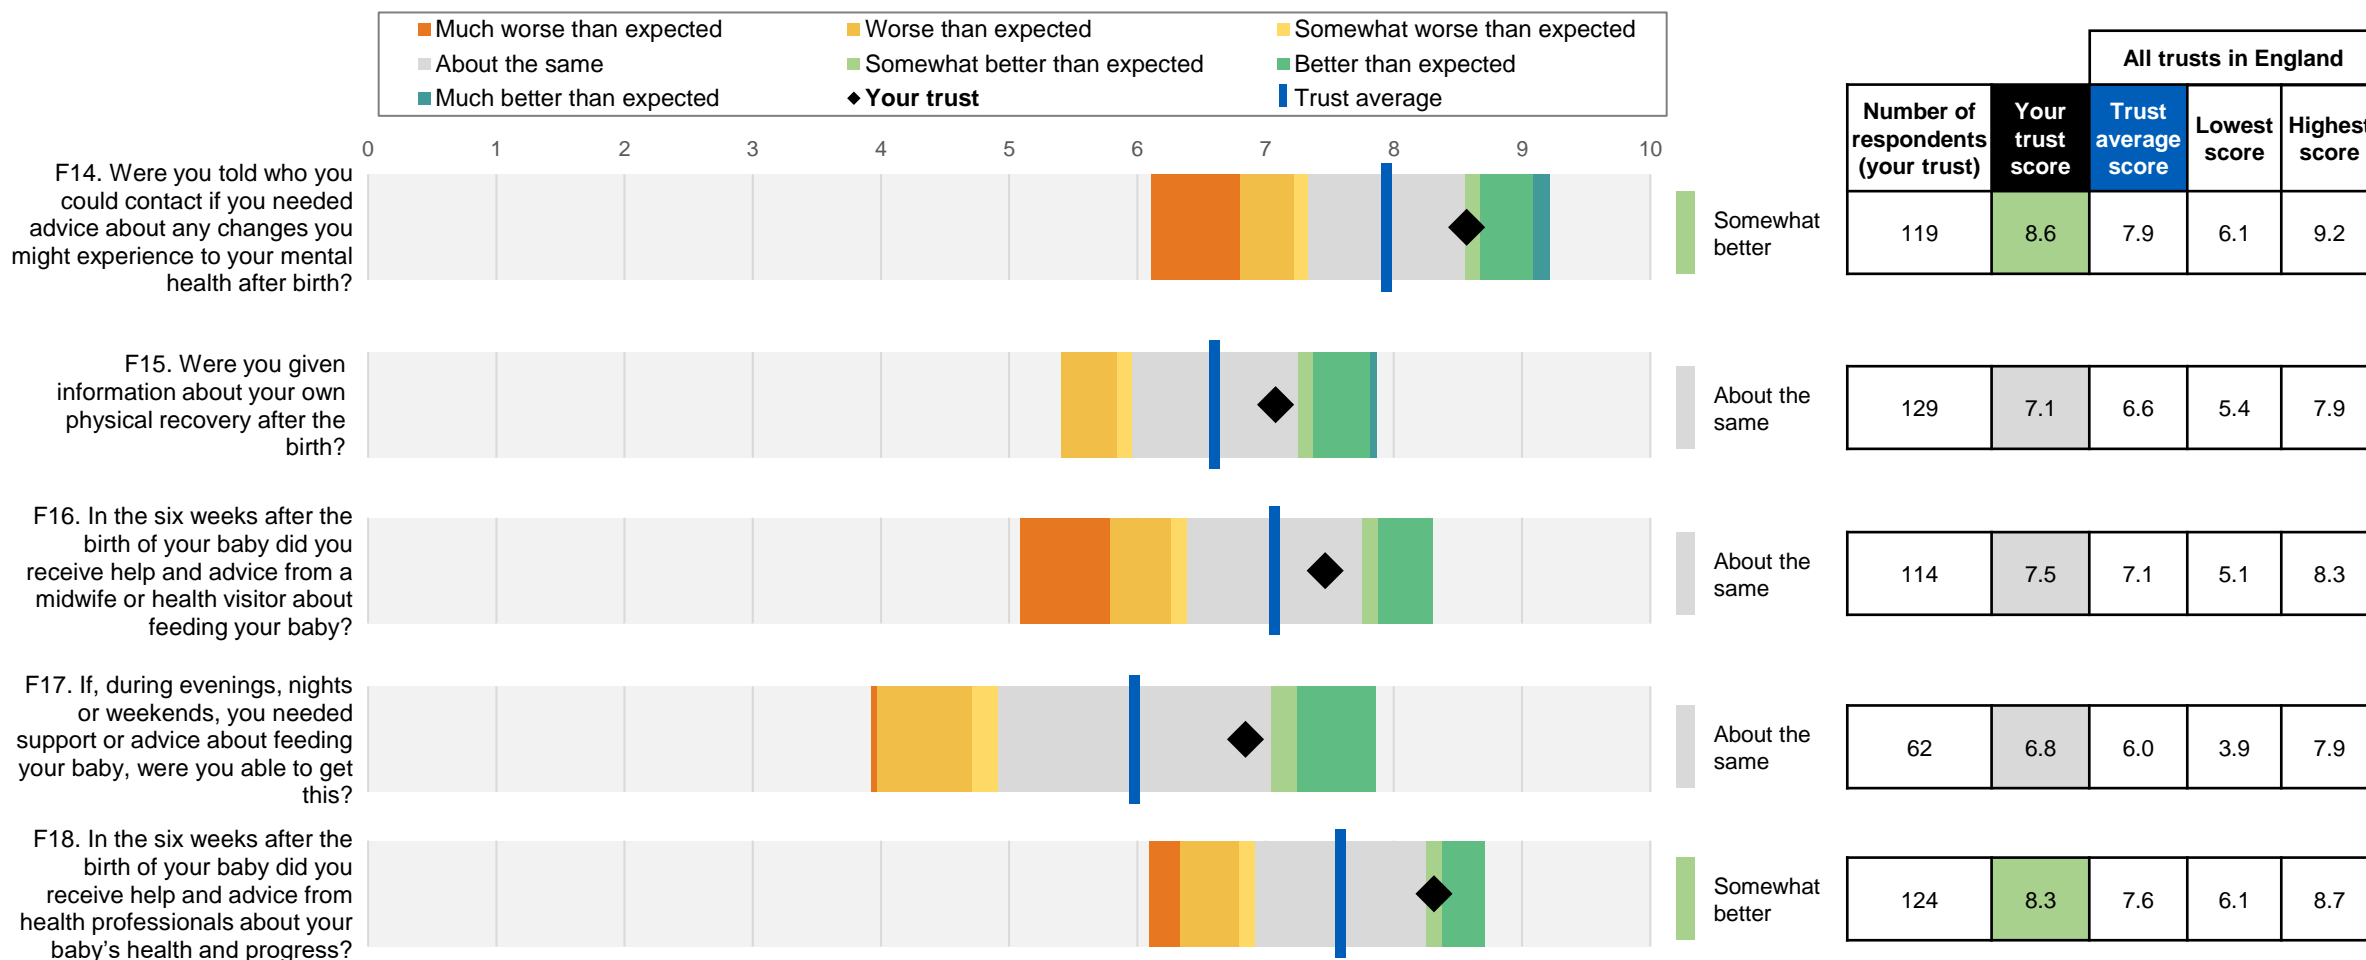 Much worse than expected
Worse than expected
Somewhat worse than expected
About the same
Somewhat better than expected
Better than expected
Much better than expected
Your trust
Trust average
All trusts in England
Number of respondents (your trust)
Your trust score
Trust average score
Lowest score
Highest score
0 1 2 3 4 5 6 7 8 9 10
F14. Were you told who you
could contact if you needed
advice about any changes you
might experience to your mental
health after birth?
Somewhat
better
119 8.6 7.9 6.1 9.2
F15. Were you given
information about your own
physical recovery after the
birth?
About the
same
129 7.1 6.6 5.4 7.9
F16. In the six weeks after the
birth of your baby did you
receive help and advice from a
midwife or health visitor about
feeding your baby?
About the
same
114 7.5 7.1 5.1 8.3
F17. If, during evenings, nights
or weekends, you needed
support or advice about feeding
your baby, were you able to get
this?
About the
same
62 6.8 6.0 3.9 7.9
F18. In the six weeks after the
birth of your baby did you
receive help and advice from
health professionals about your
baby’s health and progress?
Somewhat
better
124 8.3 7.6 6.1 8.7